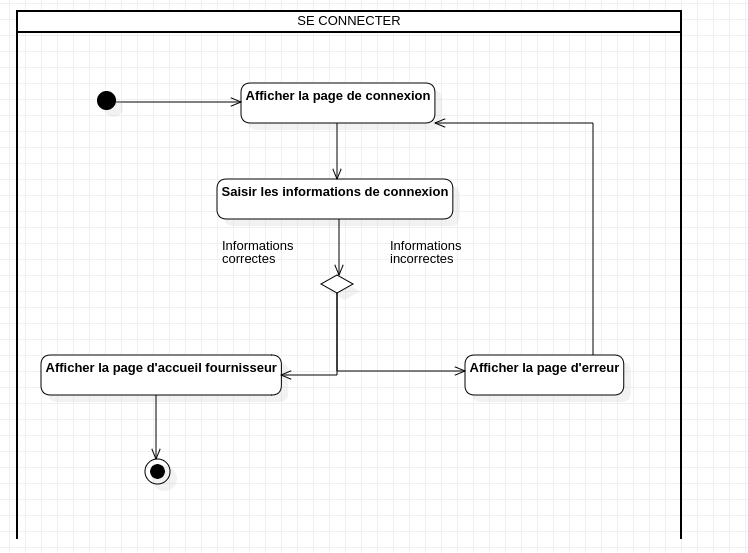 SE CONNECTER
Afficher la page de connexion
Saisir les informations de connexion
Informations
correctes
Informations
incorrectes
Afficher la page d'accueil fournisseur
Afficher la page d'erreur